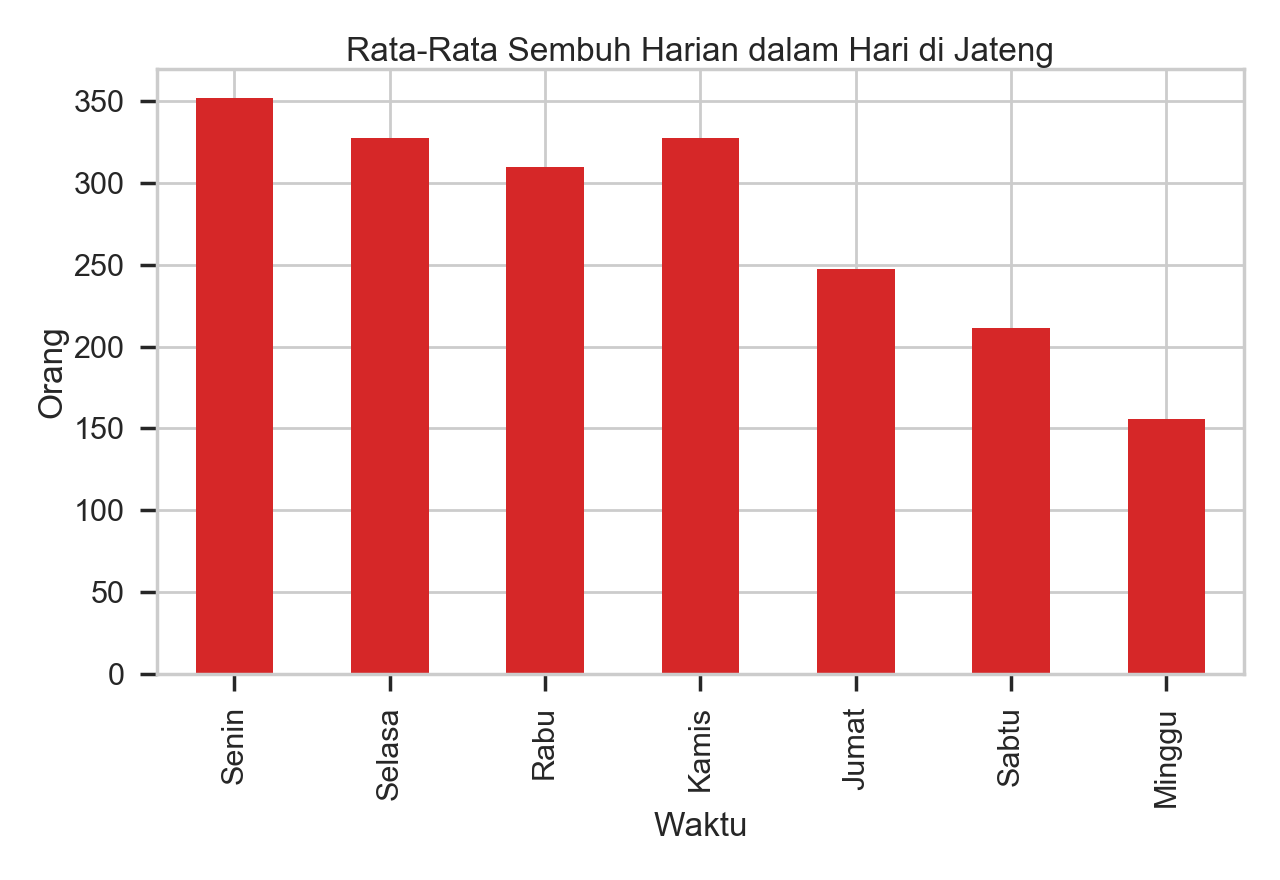 Rata-Rata Sembuh Harian dalam Hari di Jateng
Orang
350
300
250
200
150
100
50
0
Senin
Selasa
Rabu
Kamis
Jumat
Sabtu
Minggu
Waktu